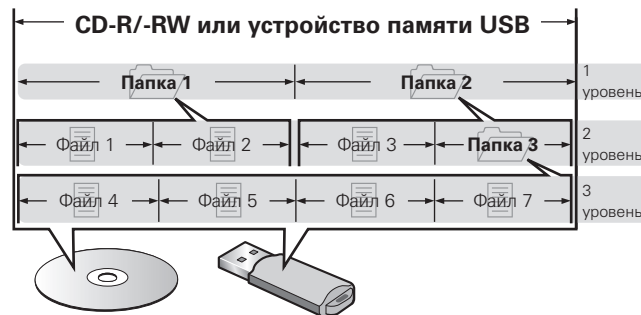 CD-R/-RW или устройство памяти USB
Папка 1 Папка 2 1 уровень
Файл 1 Файл 2 Файл 3 Папка 3 2 уровень
Файл 4 Файл 5 Файл 6 Файл 7 3 уровень